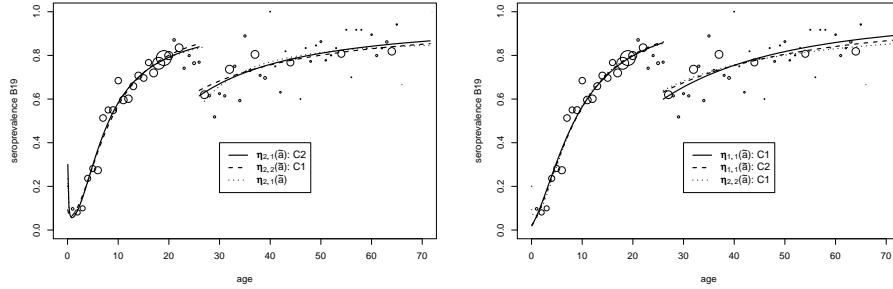 seroprevalence B19
1.0
0.8
0.6
0.4
0.2
0.0
η2,1(ã): C2
η2,2(ã): C1
η2,1(ã)
0 10 20 30 40 50 60 70
age
seroprevalence B19
1.0
0.8
0.6
0.4
0.2
0.0
η1,1(ã): C1
η1,1(ã): C2
η2,2(ã): C1
0 10 20 30 40 50 60 70
age